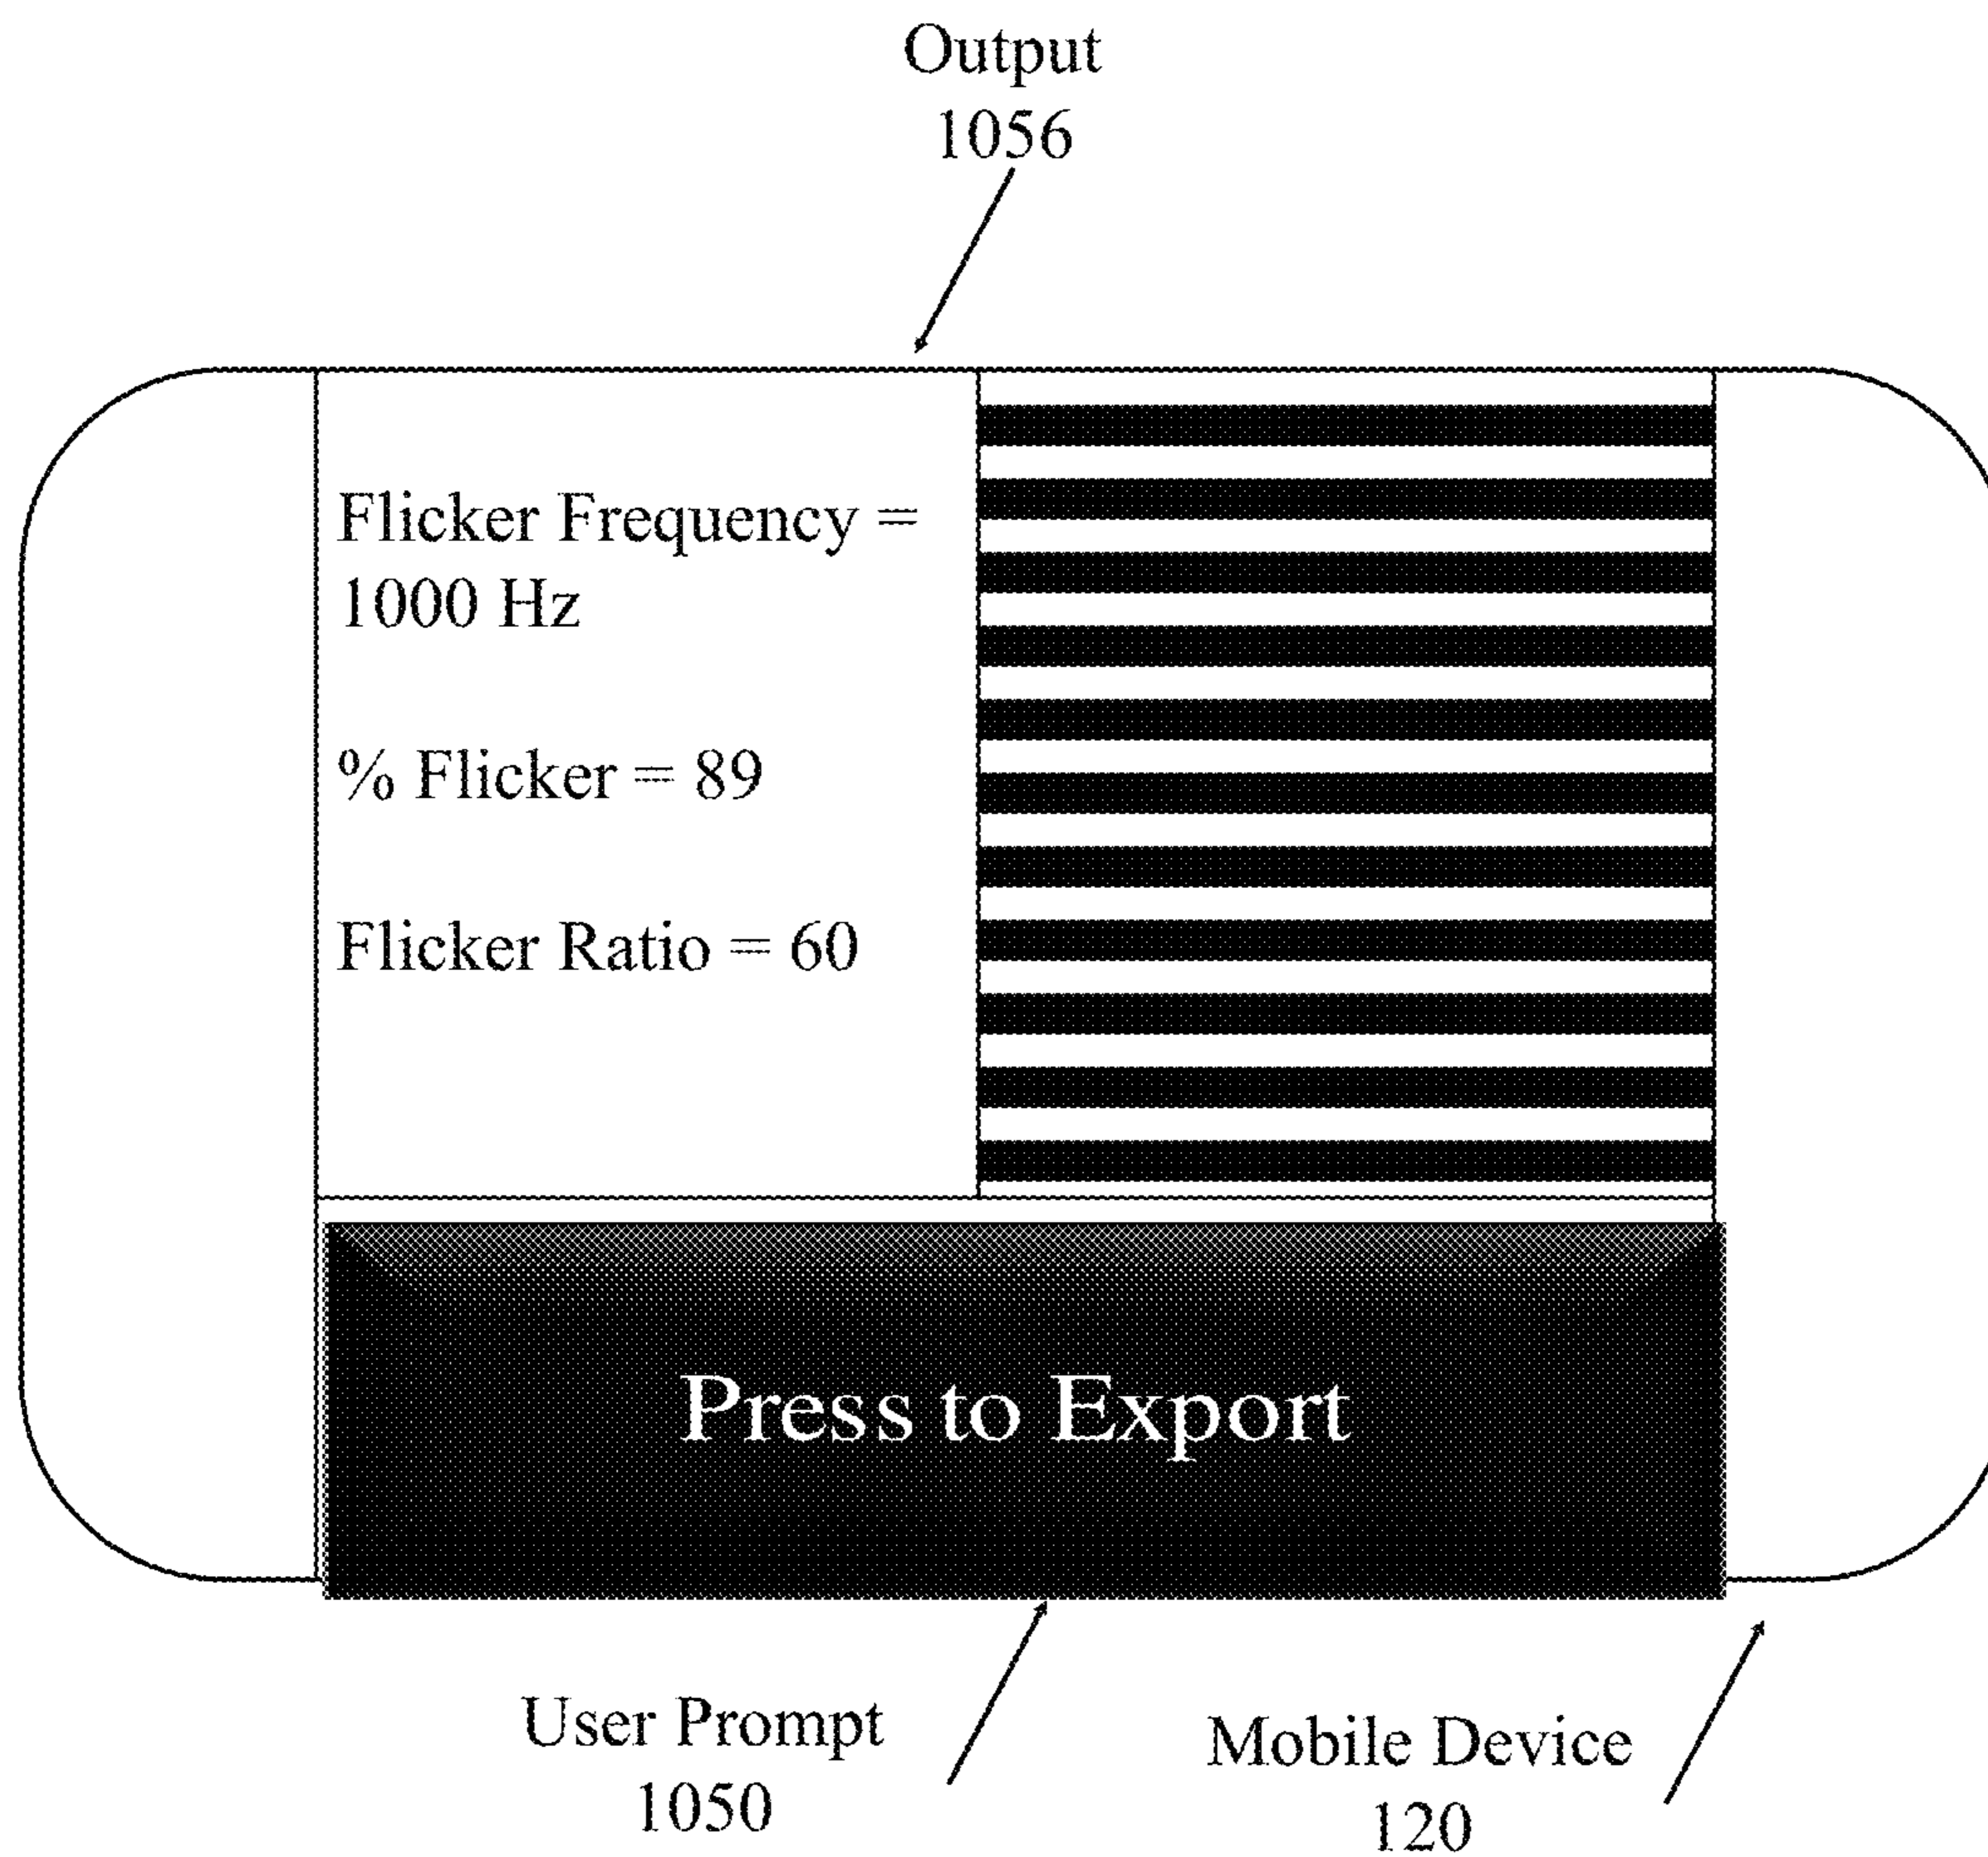 Output
1056
Flicker Frequency =
1000 Hz
% Flicker = 89
Flicker Ratio = 60
Press to Export
User Prompt
1050
Mobile Device
120